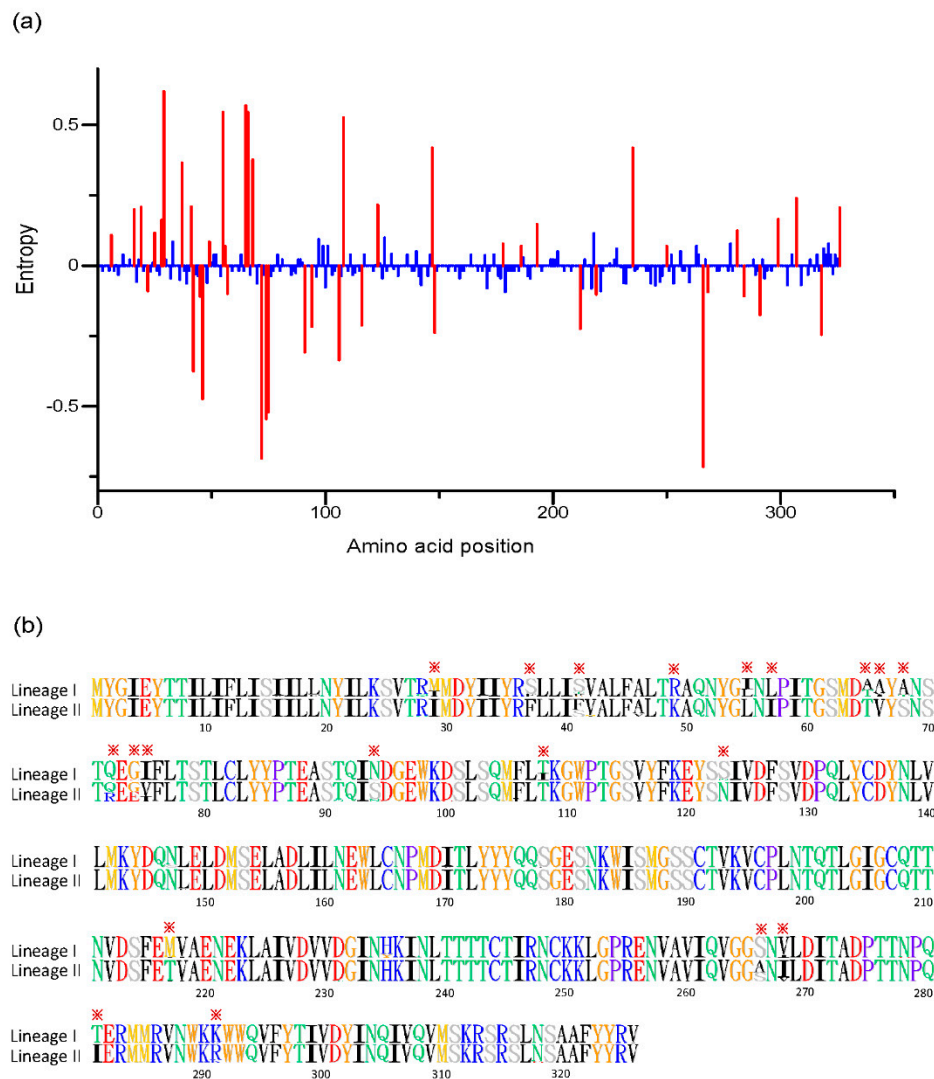 (a)
0.5
0
-0.5
Entropy
0 100 200 300
Amino acid position
(b)
※ ※ ※ ※ ※ ※ ※ ※ ※
Lineage I MYGIEYTTILIFLISIILLNYILKSVTRMMDYIIYRSLLISVALFALTRAQNYGINLPITGSMDAAYANS
Lineage II MYGIEYTTILIFLISIILLNYILKSVTRIMDYIIYRFLLIFVALFALTKAQNYGLNIPITGSMDTVYSNS
10 20 30 40 50 60 70
※ ※ ※ ※ ※ ※
Lineage I TQEGIFLTSTLCLYYPTEASTQINDGEWKDSLSQMFLIKGWPTGSVYFKEYSSIVDFSVDPQLYCDYNLV
Lineage II TREEVFLTSTLCLYYPTEASTQISDGEWKDSLSQMFLTKGWPTGSVYFKEYSNIVDFSVDPQLYCDYNLV
80 90 100 110 120 130 140
Lineage I LMKYDQNLELDMSELADLILNEWLCNPMDITLYYYQQSGESNKWISMGSSCTVKVCPLNTQTLGIGCQTT
Lineage II LMKYDQNLELDMSELADLILNEWLCNPMDITLYYYQQSGESNKWISMGSSCTVKVCPLNTQTLGIGCQTT
150 160 170 180 190 200 210
※ ※ ※
Lineage I NVDSFEMVAENEKLAIVDVVDGINHKINLTTTTCTIRNCKKLGPRENVAVIQVGGSNVLDITADPTTNPQ
Lineage II NVDSFETVAENEKLAIVDVVDGINHKINLTTTTCTIRNCKKLGPRENVAVIQVGGANILDITADPTTNPQ
220 230 240 250 260 270 280
※ ※
Lineage I TERMMRVNWKKWWQVFYTIVDYINQIVQVMSKRSRSLNSAAFYYRV
Lineage II IERMMRVNWKRWWQVFYTIVDYINQIVQVMSKRSRSLNSAAFYYRV
290 300 310 320